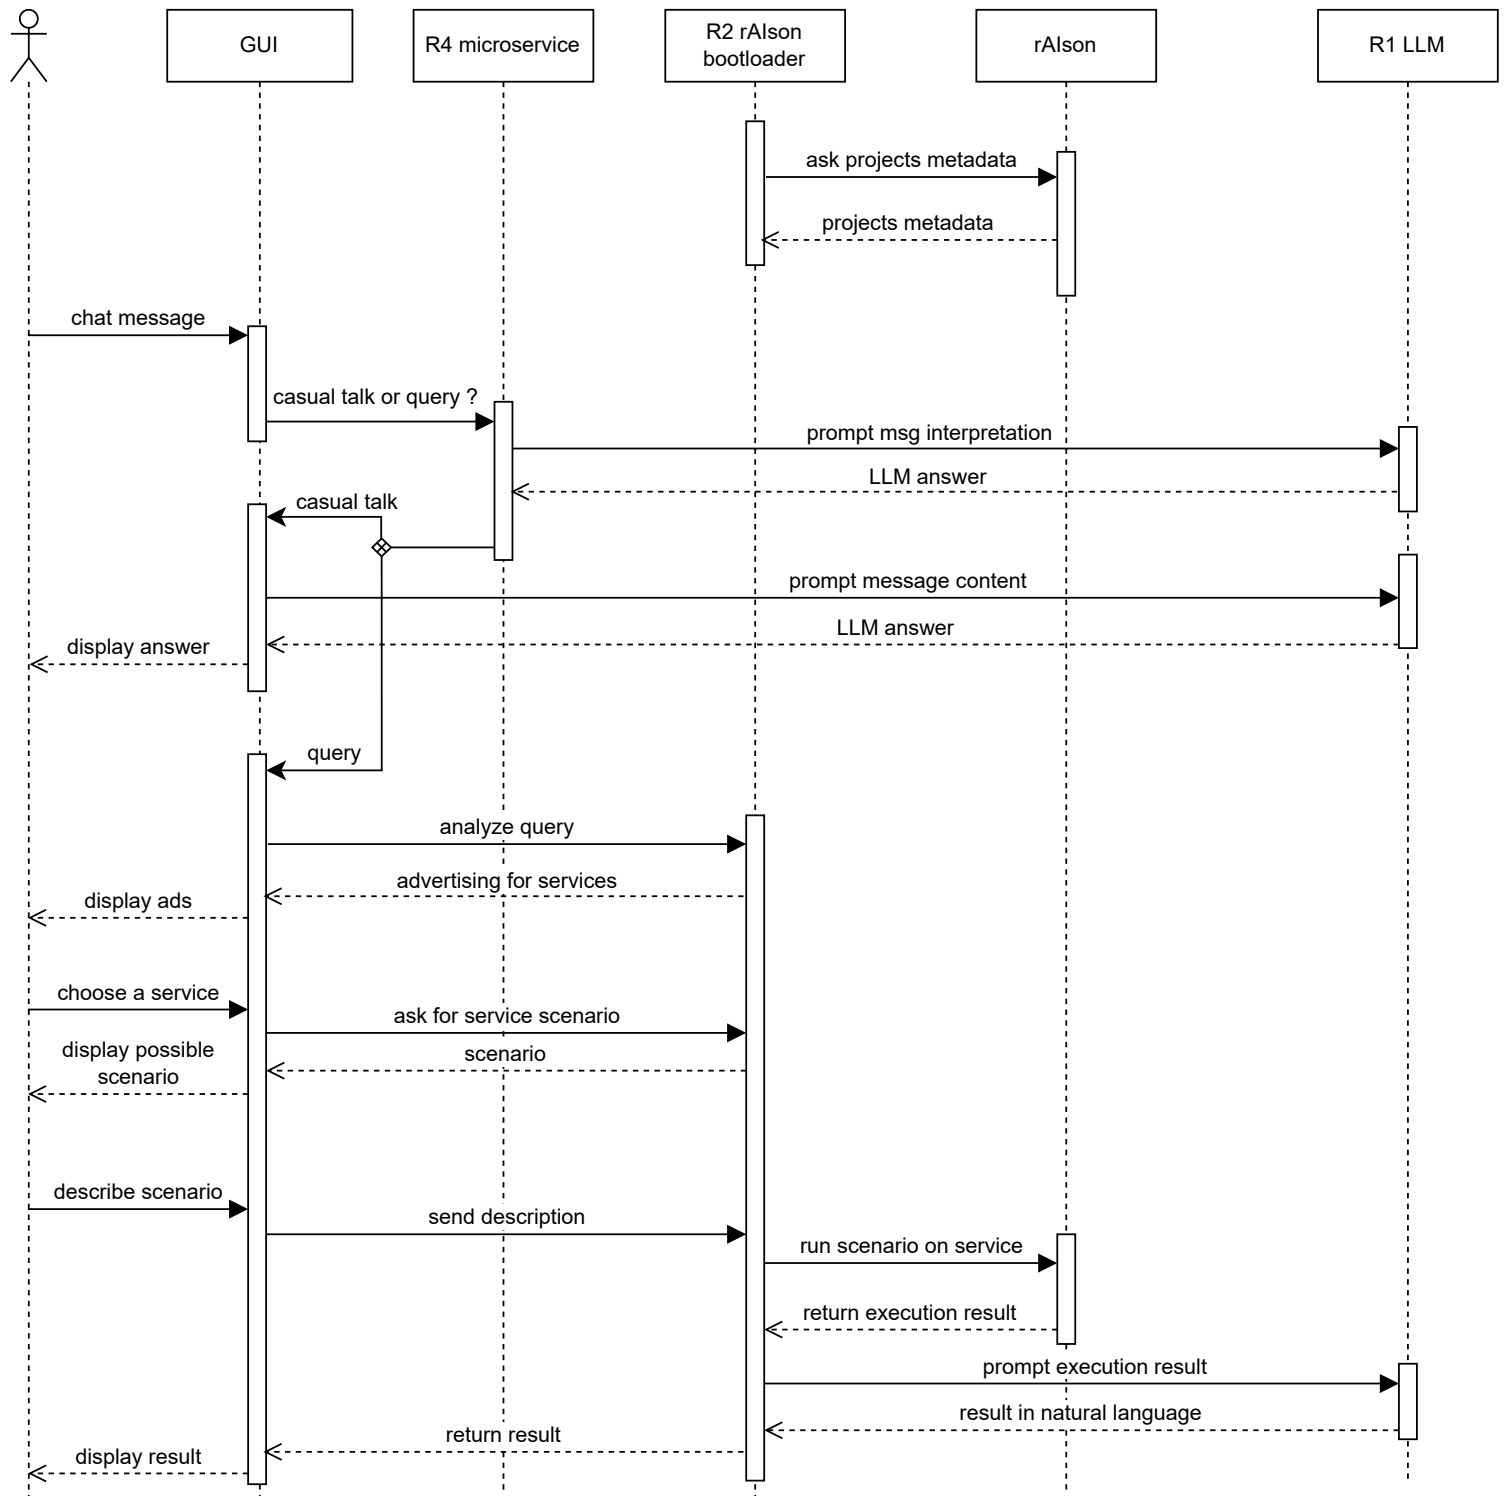 GUI
R4 microservice
R2 rAIson
bootloader
rAIson
R1 LLM
ask projects metadata
projects metadata
chat message
casual talk or query ?
prompt msg interpretation
LLM answer
casual talk
prompt message content
LLM answer
display answer
query
analyze query
advertising for services
display ads
choose a service
ask for service scenario
display possible
scenario
scenario
describe scenario
send description
run scenario on service
return execution result
prompt execution result
result in natural language
return result
display result